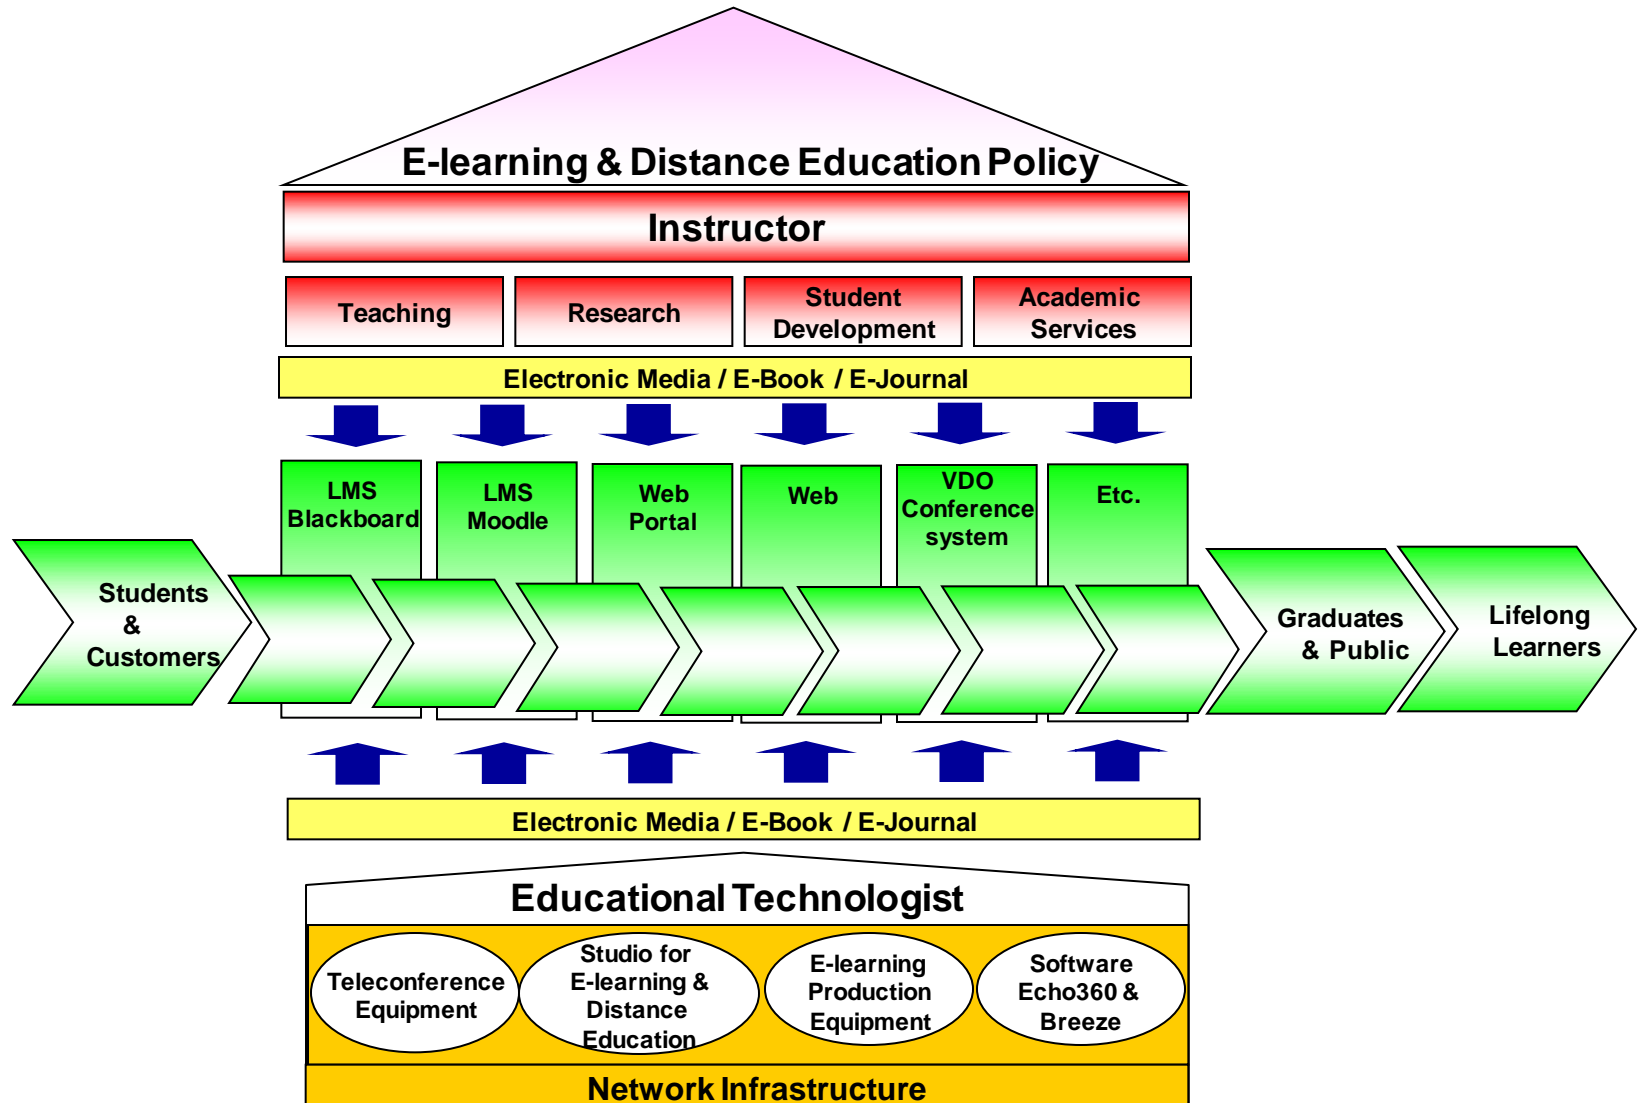 E-learning & Distance Education Policy
Instructor
Teaching
Research
Student
Development
Academic
Services
Electronic Media / E-Book / E-Journal
LMS
Blackboard
LMS
Moodle
Web
Portal
Web
VDO
Conference
system
Etc.
Students
&
Customers
Graduates
& Public
Lifelong
Learners
Electronic Media / E-Book / E-Journal
Educational Technologist
Teleconference
Equipment
Studio for
E-learning &
Distance
Education
E-learning
Production
Equipment
Software
Echo360 &
Breeze
Network Infrastructure